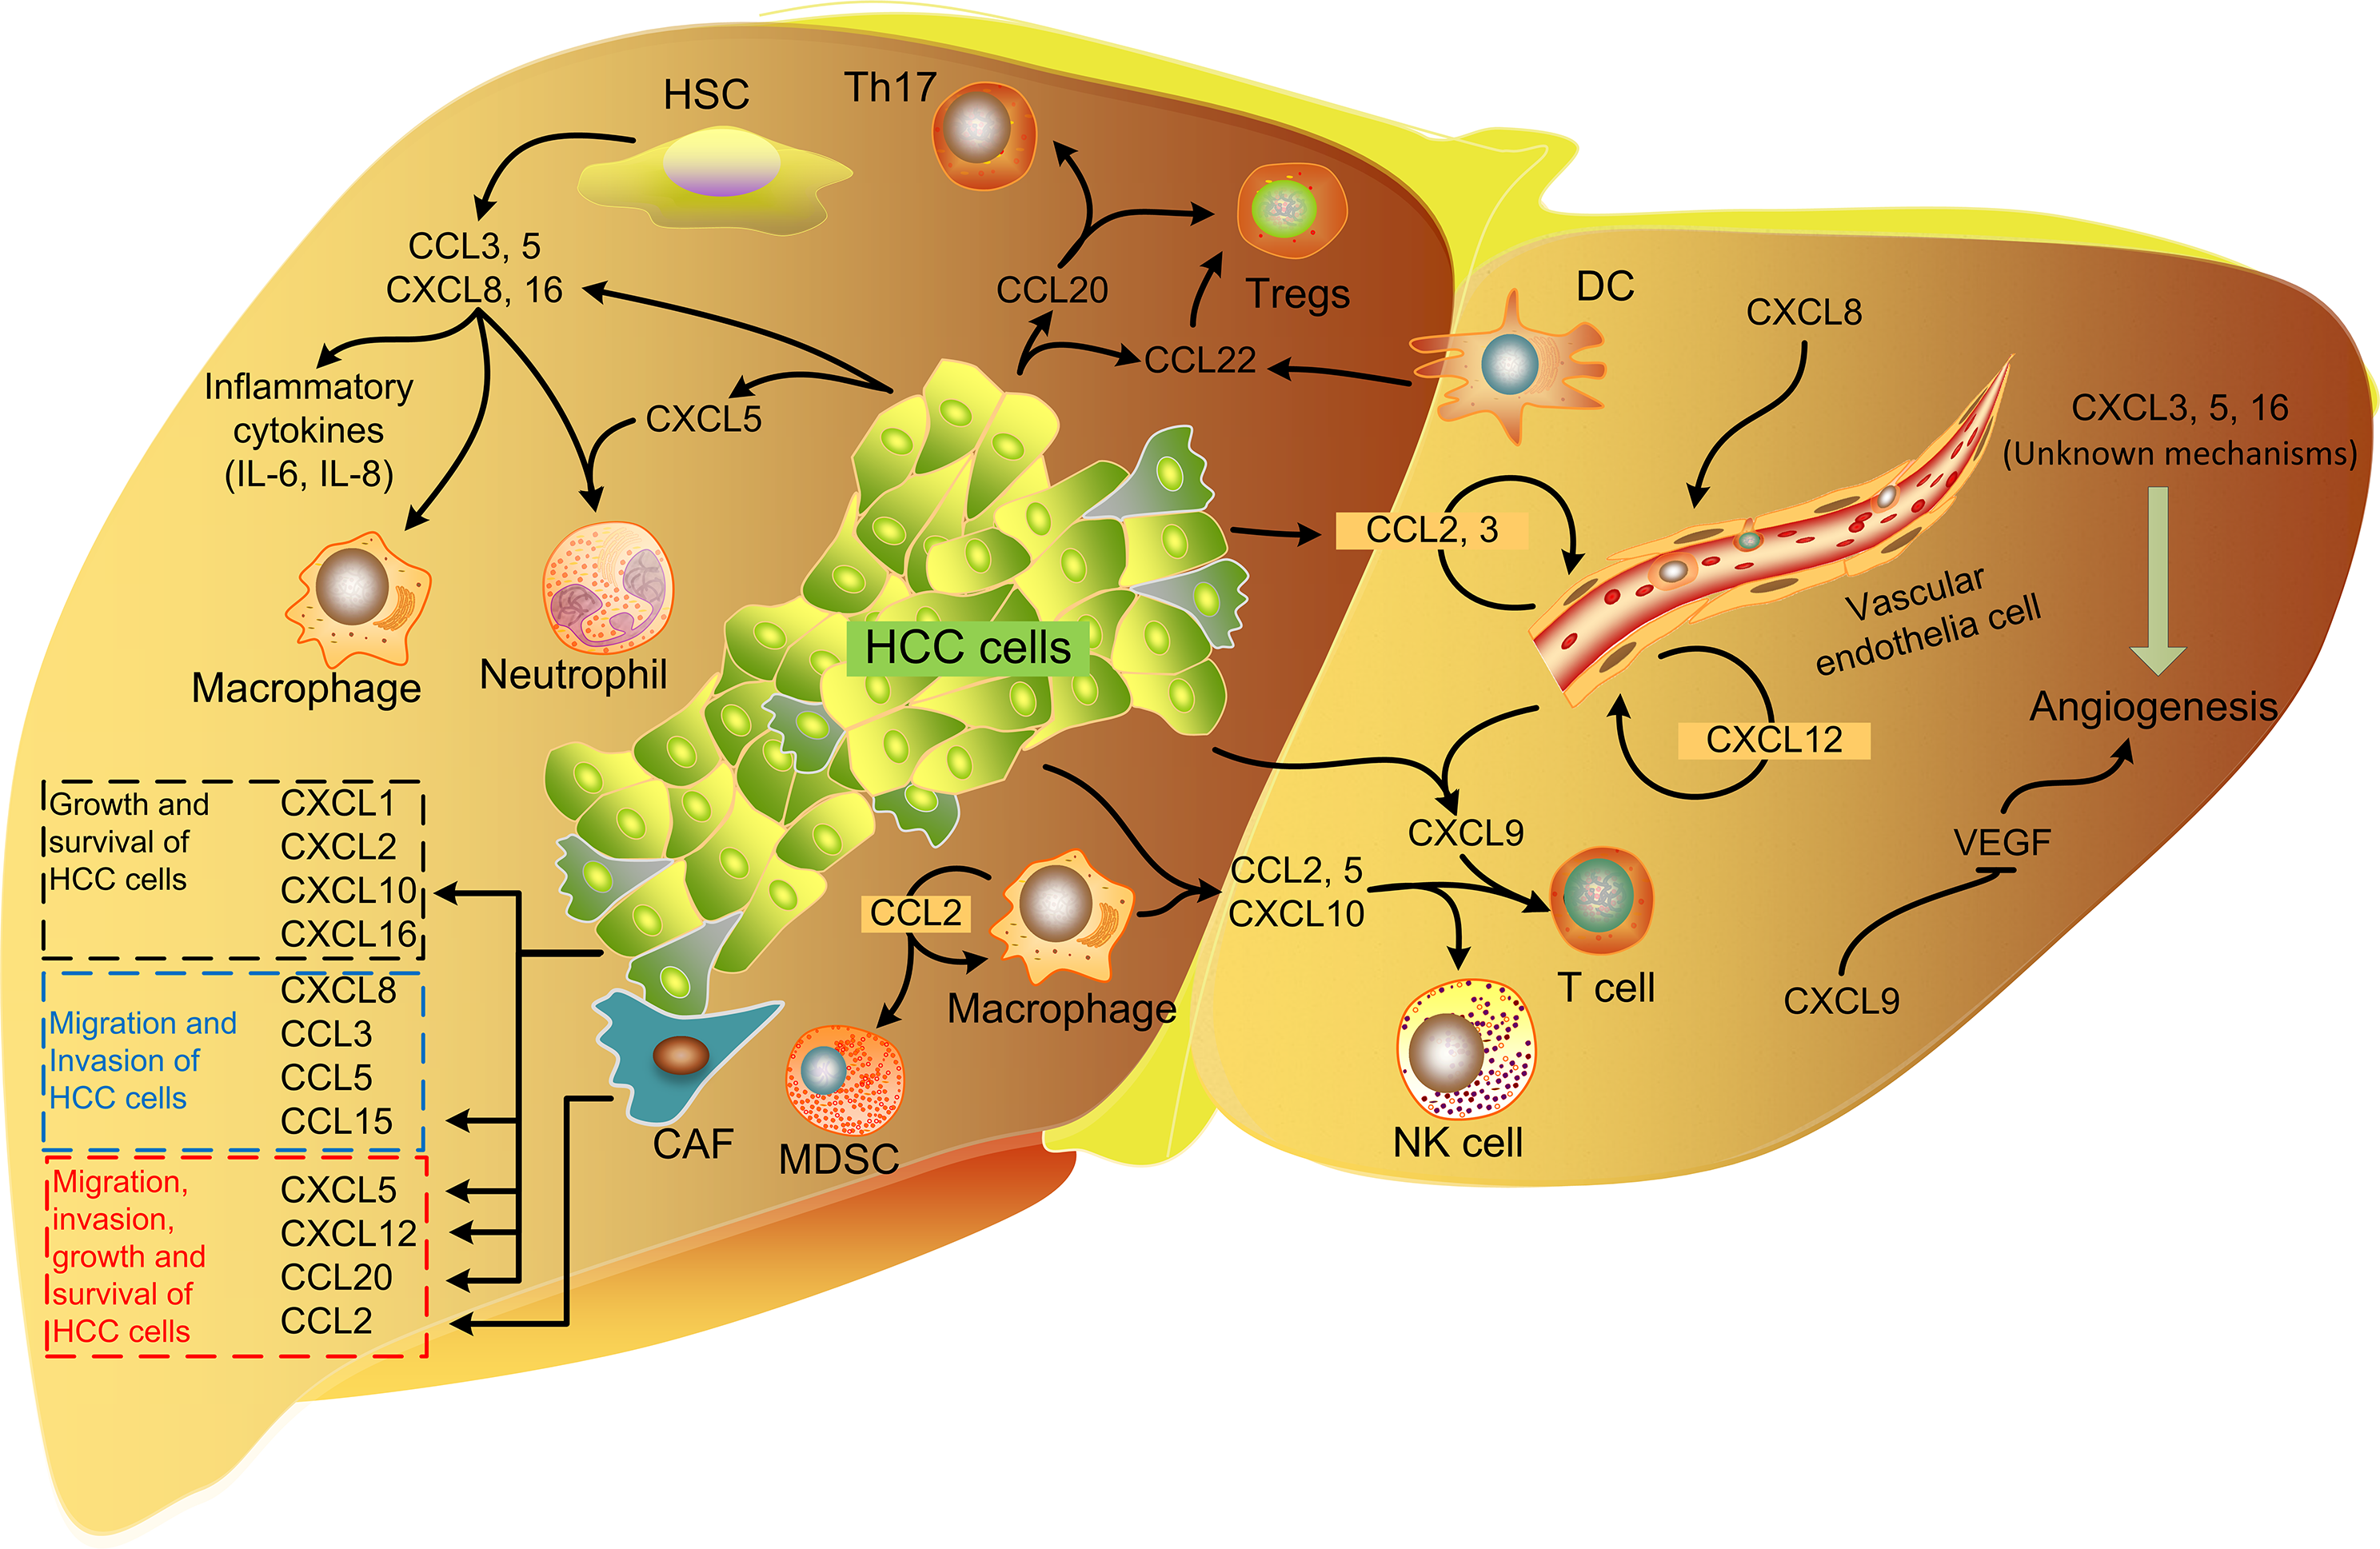 HSC
Th17
CCL3, 5
CXCL8, 16
Inflammatory
cytokines
(IL-6, IL-8)
CXCL5
Macrophage
Neutrophil
CCL20
Tregs
CCL22
HCC cells
DC
CXCL8
CXCL3, 5, 16
(Unknown mechanisms)
CCL2, 3
Vascular
endothelia cell
CXCL12
Angiogenesis
CXCL9
VEGF
CCL2, 5
CXCL10
CCL2
Macrophage
T cell
CXCL9
NK cell
CAF
MDSC
Growth and
survival of
HCC cells
CXCL1
CXCL2
CXCL10
CXCL16
Migration and
Invasion of
HCC cells
CXCL8
CCL3
CCL5
CCL15
Migration,
invasion,
growth and
survival of
HCC cells
CXCL5
CXCL12
CCL20
CCL2